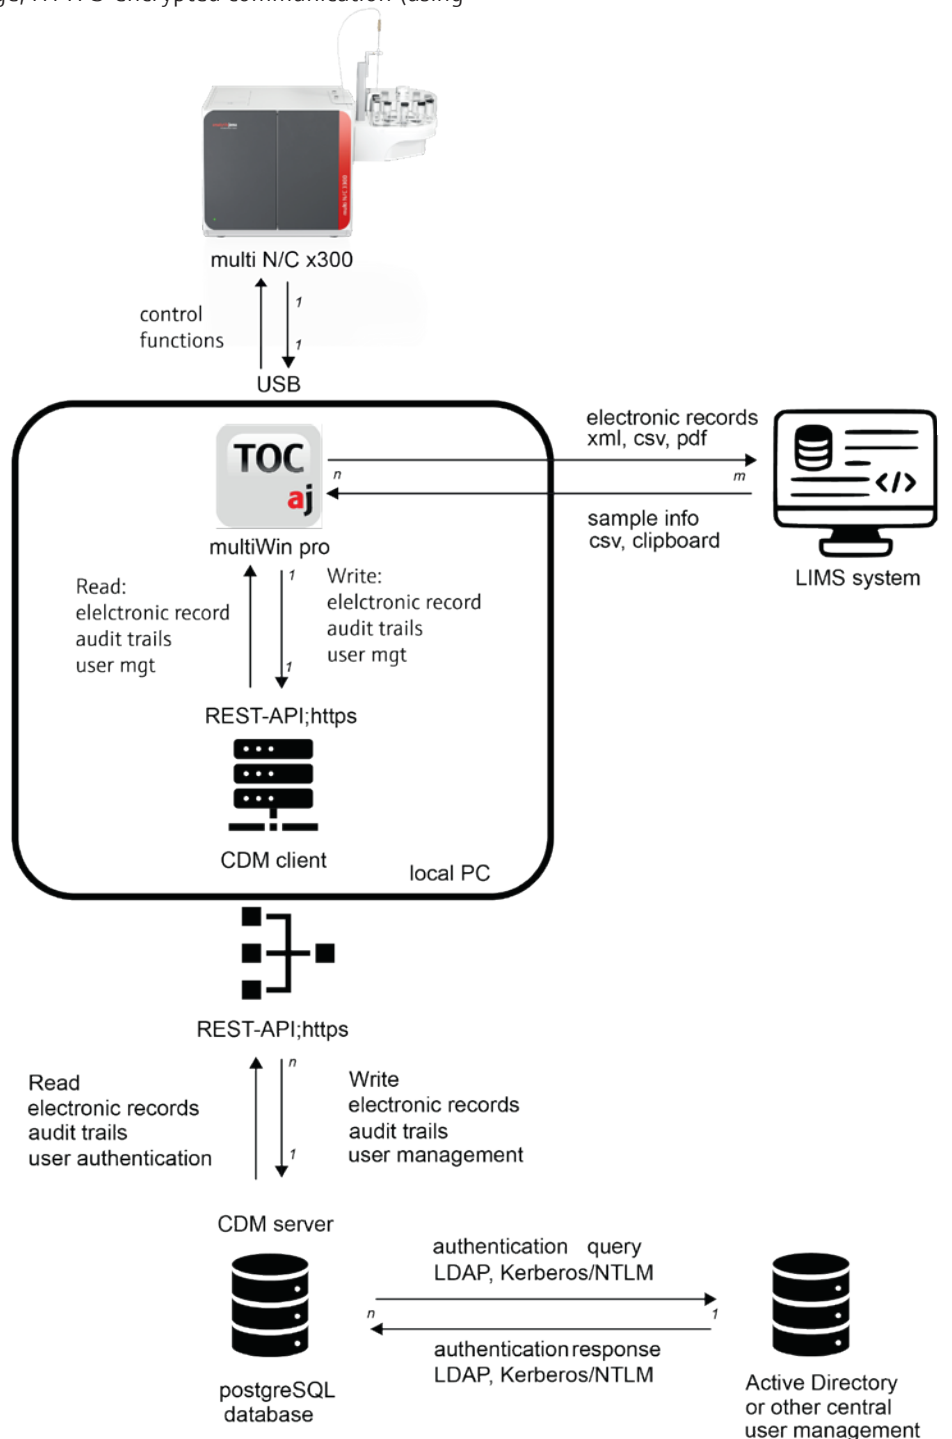 multi N/C 3300
multi N/C x300
control
functions
1
1
USB
TOC
aj
multiWin pro
electronic records
xml, csv, pdf
n
m
sample info
csv, clipboard
LIMS system
Read:
elelctronic record
audit trails
user mgt
1
1
Write:
elelctronic record
audit trails
user mgt
REST-API;https
CDM client
local PC
REST-API;https
Read
electronic records
audit trails
user authentication
n
1
Write
electronic records
audit trails
user management
CDM server
postgreSQL
database
authentication query
LDAP, Kerberos/NTLM
n
1
authentication response
LDAP, Kerberos/NTLM
Active Directory
or other central
user management